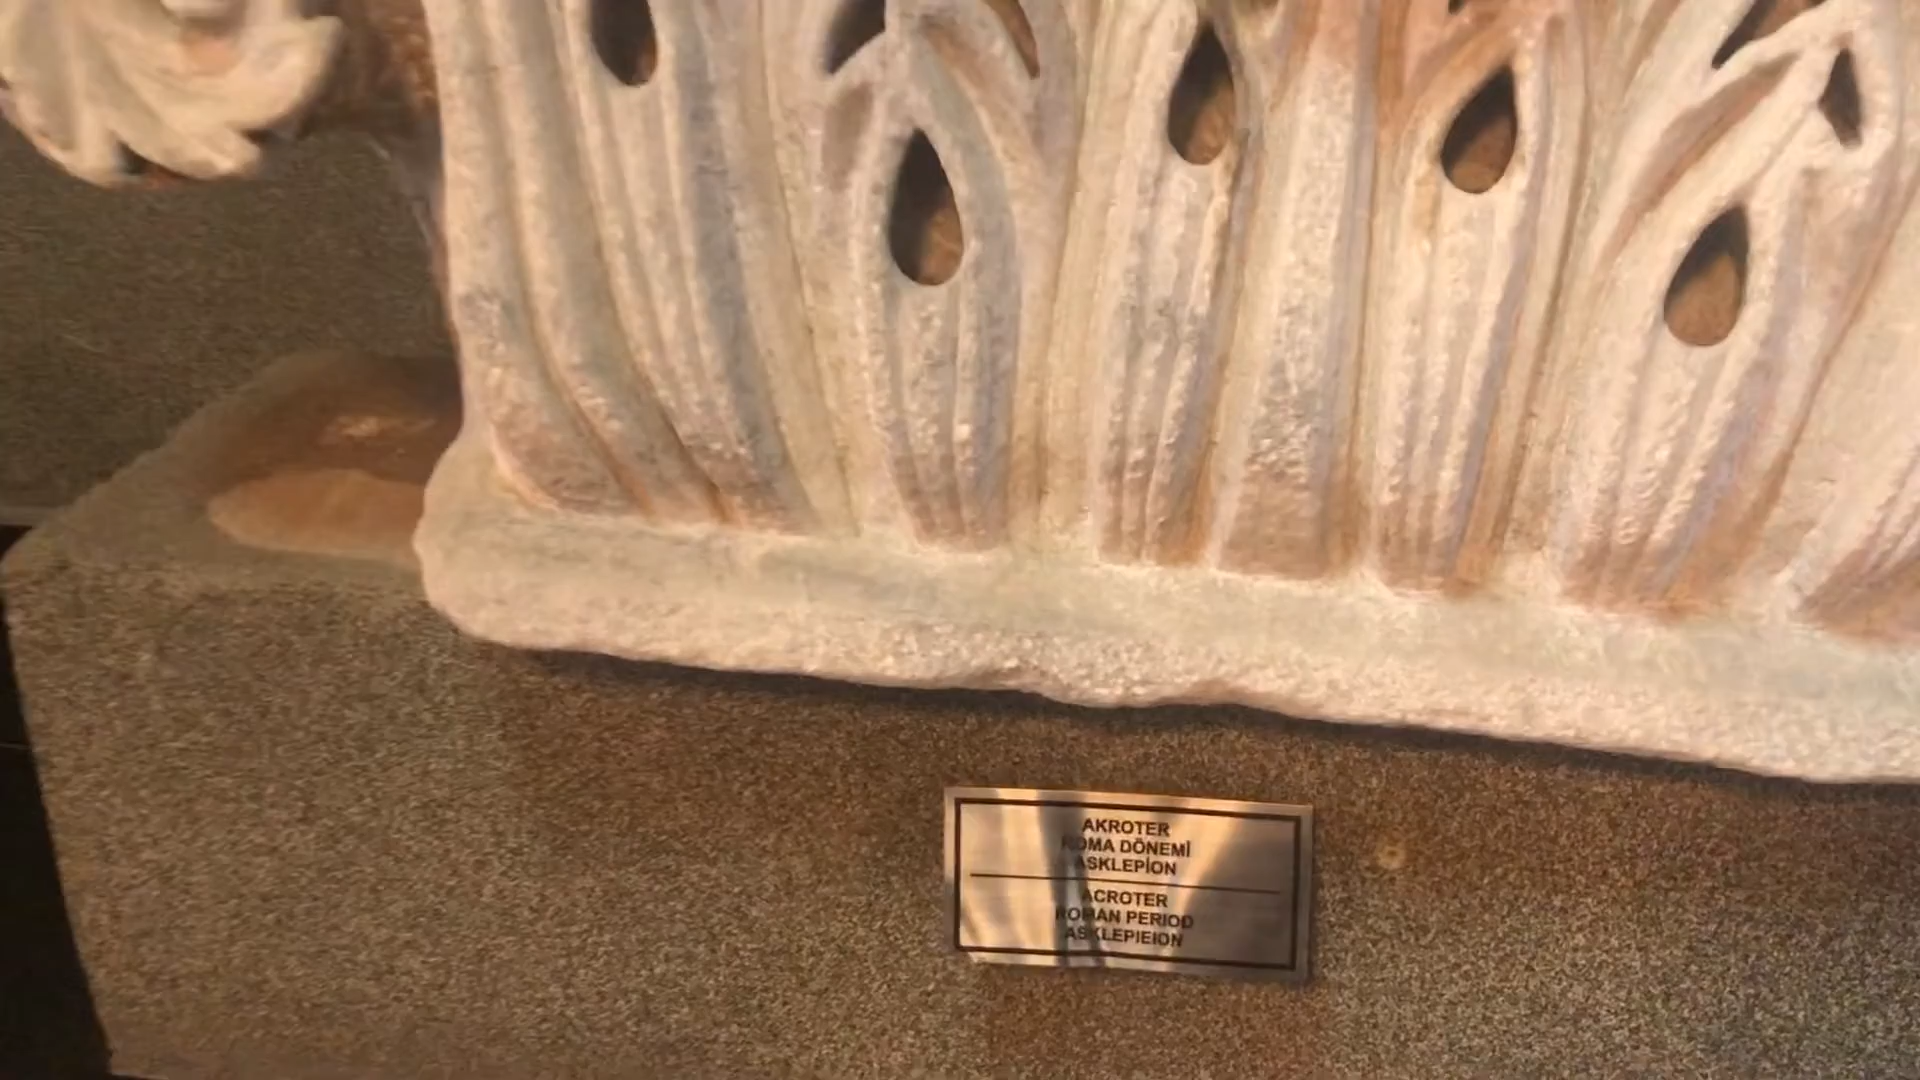 AKROTER
ROMA DÖNEMİ
ASKLEPİON
ACROTER
ROMAN PERIOD
ASKLEPIEION